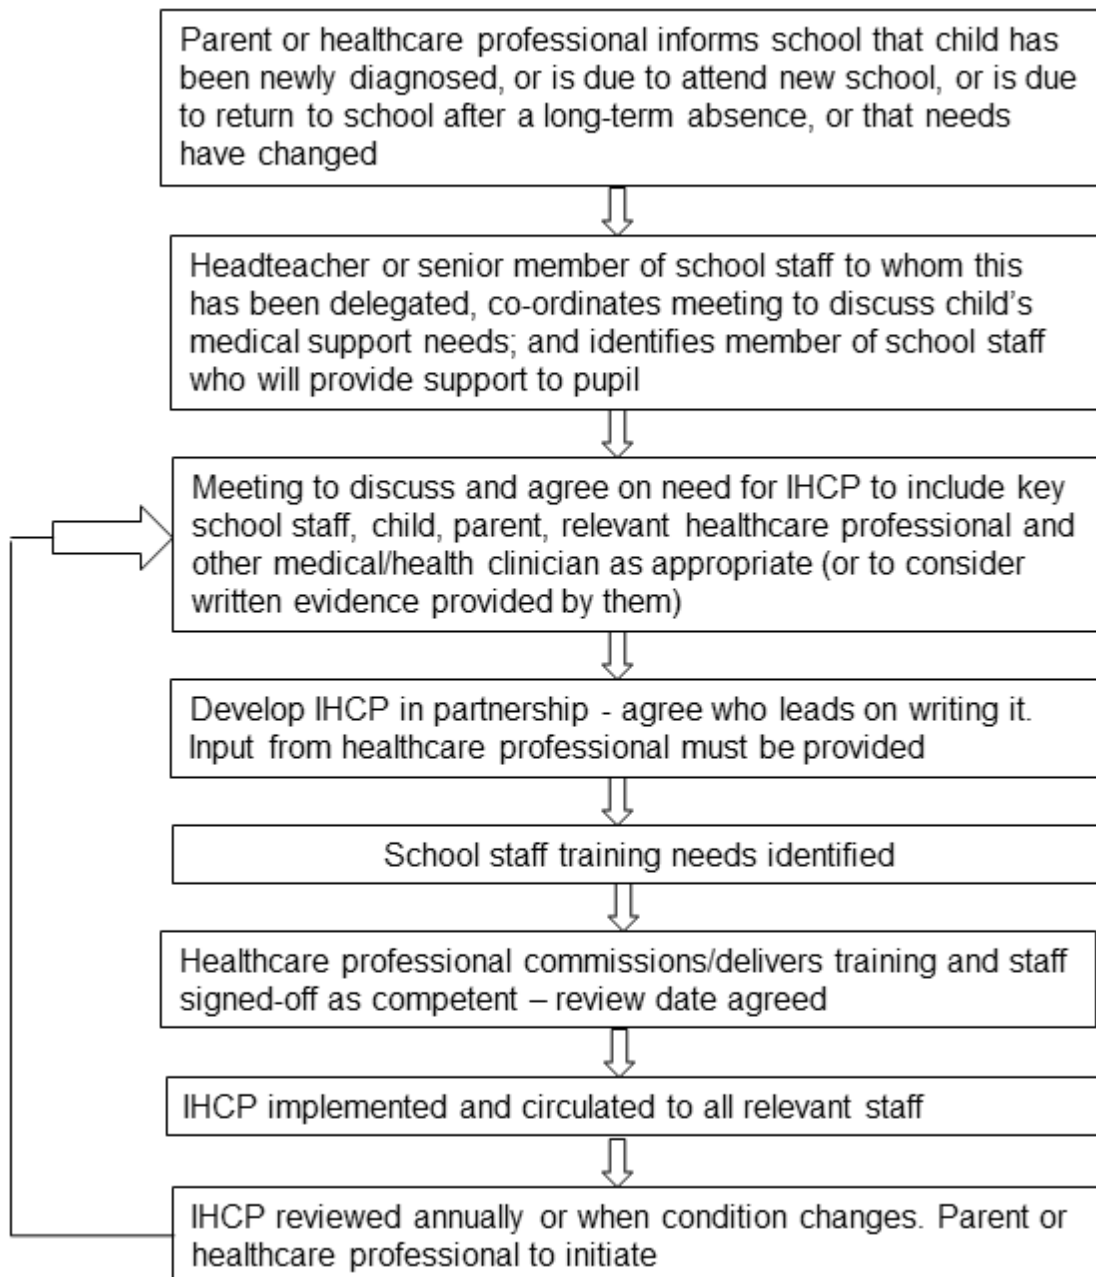 Parent or healthcare professional informs school that child has
been newly diagnosed, or is due to attend new school, or is due
to return to school after a long-term absence, or that needs
have changed
Headteacher or senior member of school staff to whom this
has been delegated, co-ordinates meeting to discuss child's
medical support needs; and identifies member of school staff
who will provide support to pupil
Meeting to discuss and agree on need for IHCP to include key
school staff, child, parent, relevant healthcare professional and
other medical/health clinician as appropriate (or to consider
written evidence provided by them)
Develop IHCP in partnership - agree who leads on writing it.
Input from healthcare professional must be provided
School staff training needs identified
Healthcare professional commissions/delivers training and staff
signed-off as competent – review date agreed
IHCP implemented and circulated to all relevant staff
IHCP reviewed annually or when condition changes. Parent or
healthcare professional to initiate